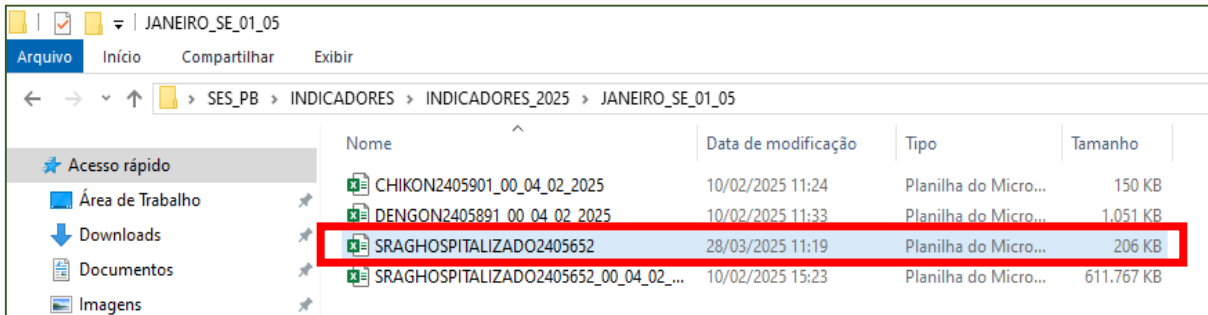 JANEIRO_SE_01_05
Arquivo Início Compartilhar Exibir
SES_PB > INDICADORES > INDICADORES_2025 > JANEIRO_SE_01_05
Nome Data de modificação Tipo Tamanho
Acesso rápido
Área de Trabalho
Downloads
Documentos
Imagens
CHIKON2405901_00_04_02_2025 10/02/2025 11:24 Planilha do Micro... 150 KB
DENGON2405891_00_04_02_2025 10/02/2025 11:33 Planilha do Micro... 1.051 KB
SRAGHOSPITALIZADO2405652 28/03/2025 11:19 Planilha do Micro... 206 KB
SRAGHOSPITALIZADO2405652_00_04_02_... 10/02/2025 15:23 Planilha do Micro... 611.767 KB